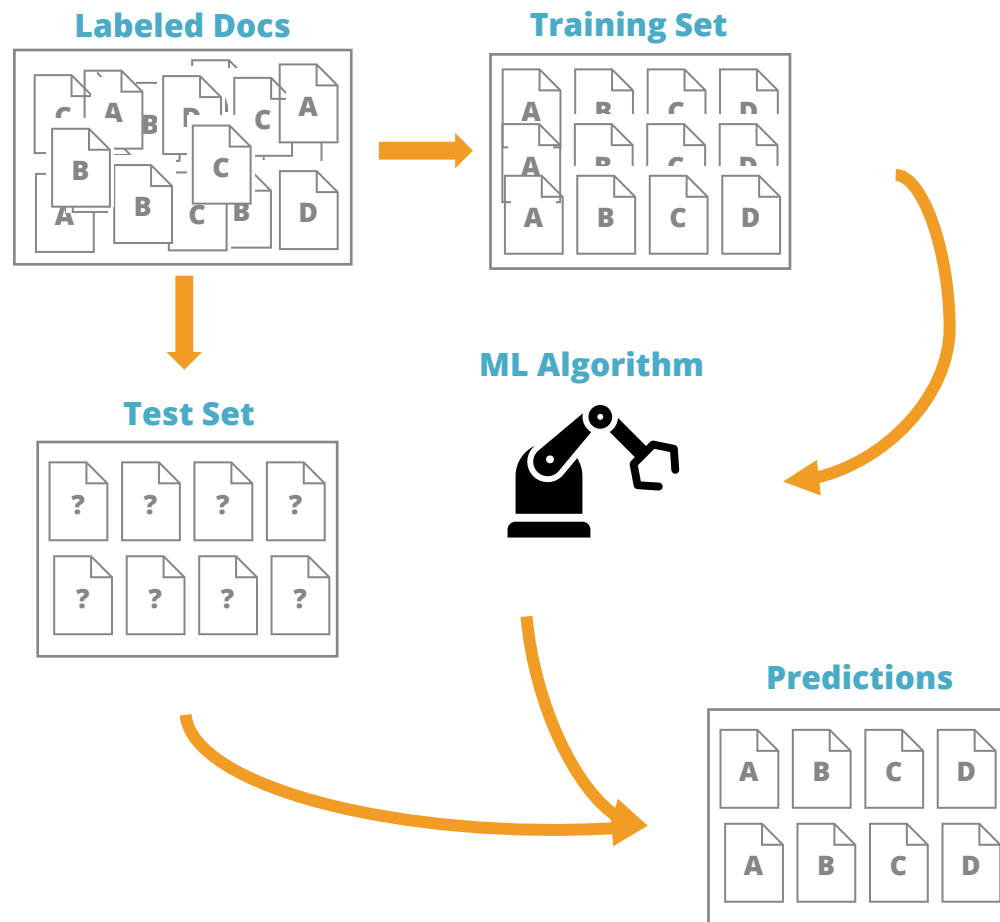 Labeled Docs
Training Set
C A B D C A
B C
A B C B D
A B C D
A B C D
A B C D
ML Algorithm
Test Set
? ? ? ?
? ? ? ?
Predictions
A B C D
A B C D